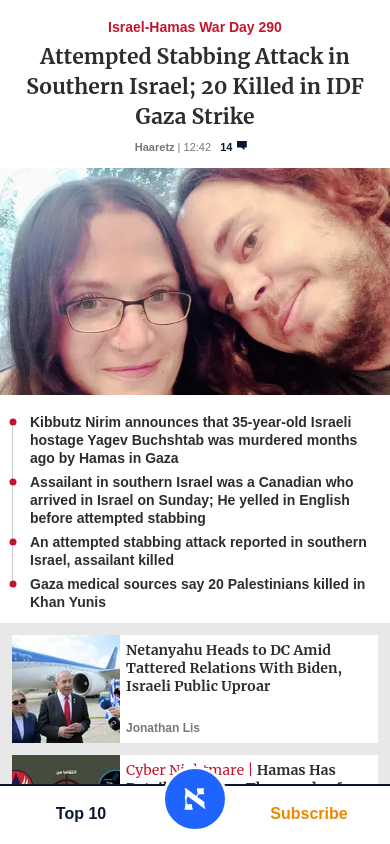 Israel-Hamas War Day 290
Attempted Stabbing Attack in
Southern Israel; 20 Killed in IDF
Gaza Strike
Haaretz | 12:42 14
Kibbutz Nirim announces that 35-year-old Israeli
hostage Yagev Buchshtab was murdered months
ago by Hamas in Gaza
Assailant in southern Israel was a Canadian who
arrived in Israel on Sunday; He yelled in English
before attempted stabbing
An attempted stabbing attack reported in southern
Israel, assailant killed
Gaza medical sources say 20 Palestinians killed in
Khan Yunis
Netanyahu Heads to DC Amid
Tattered Relations With Biden,
Israeli Public Uproar
Jonathan Lis
Cyber Nightmare | Hamas Has
Top 10
Subscribe